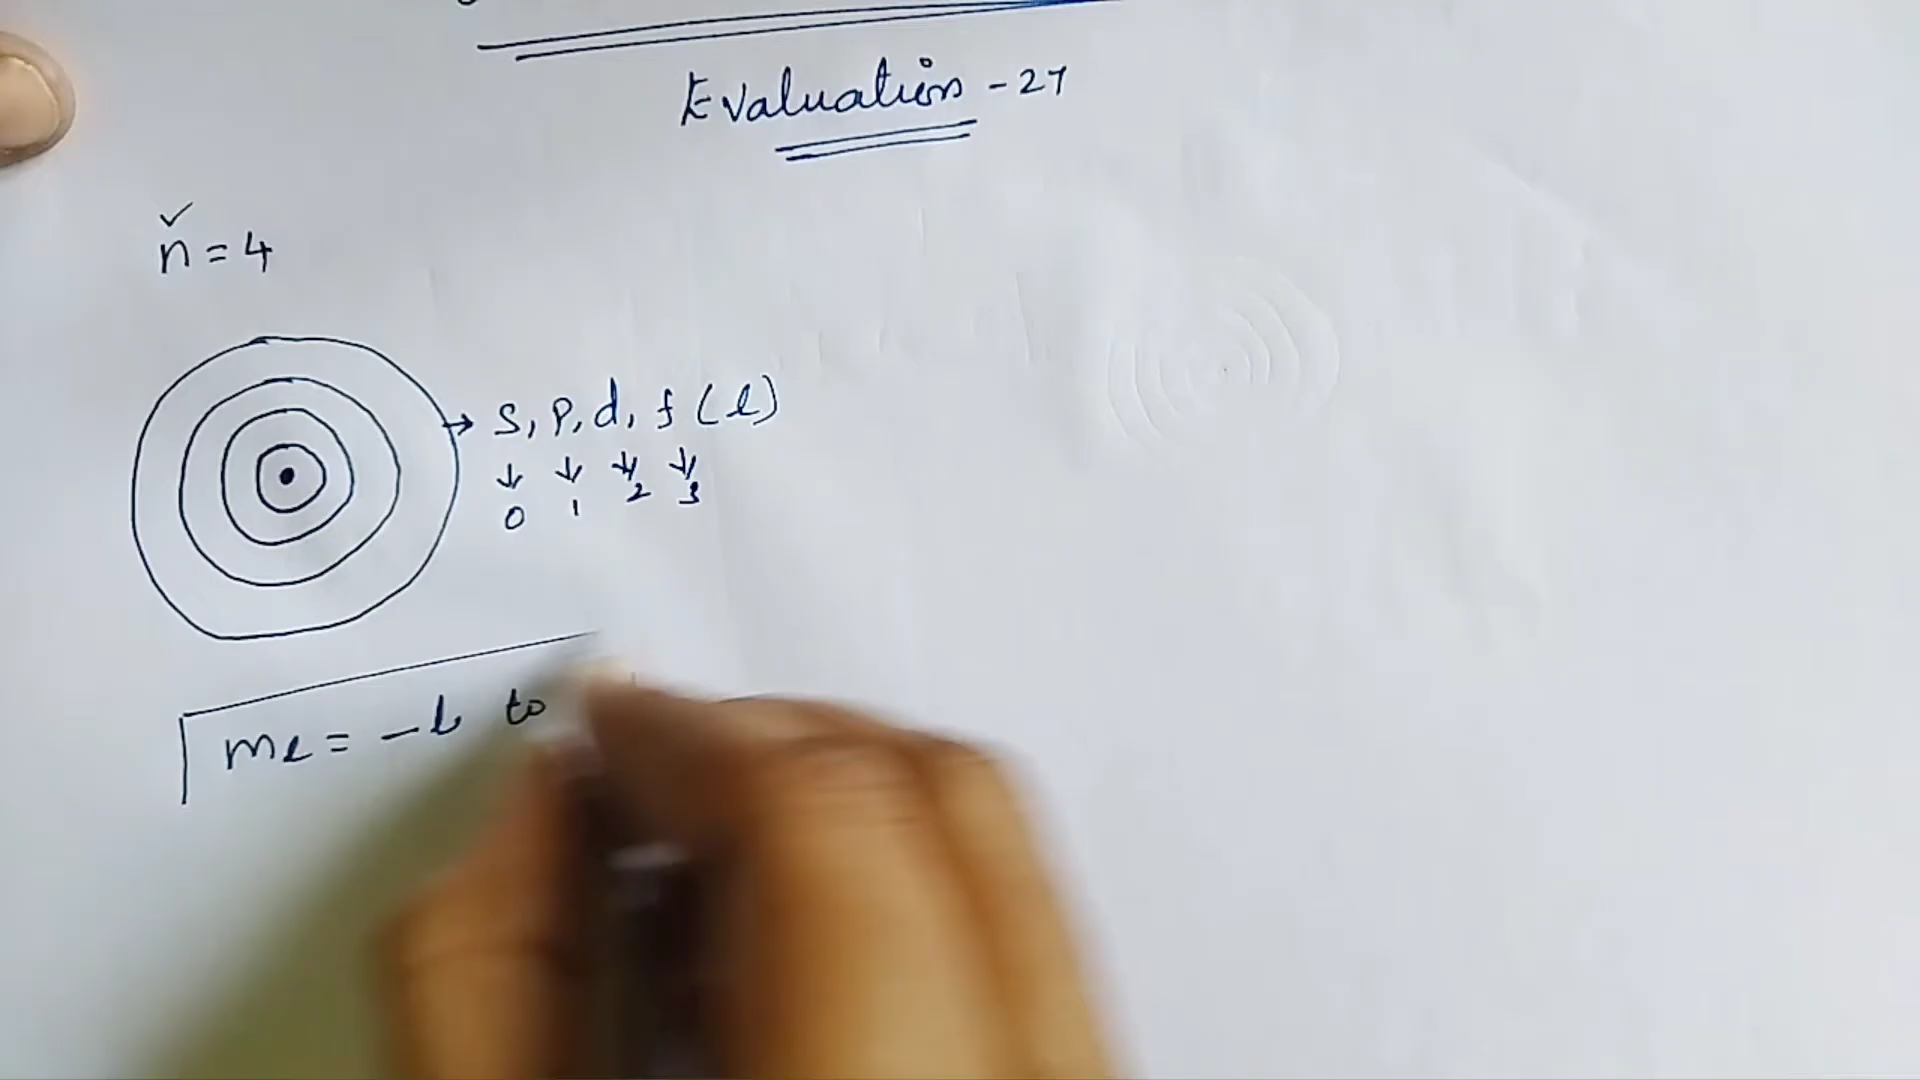 Evaluation - 27
n = 4
→ s, p, d, f (l)
↓ ↓ ↓ ↓
0 1 2 3
ml = -l to